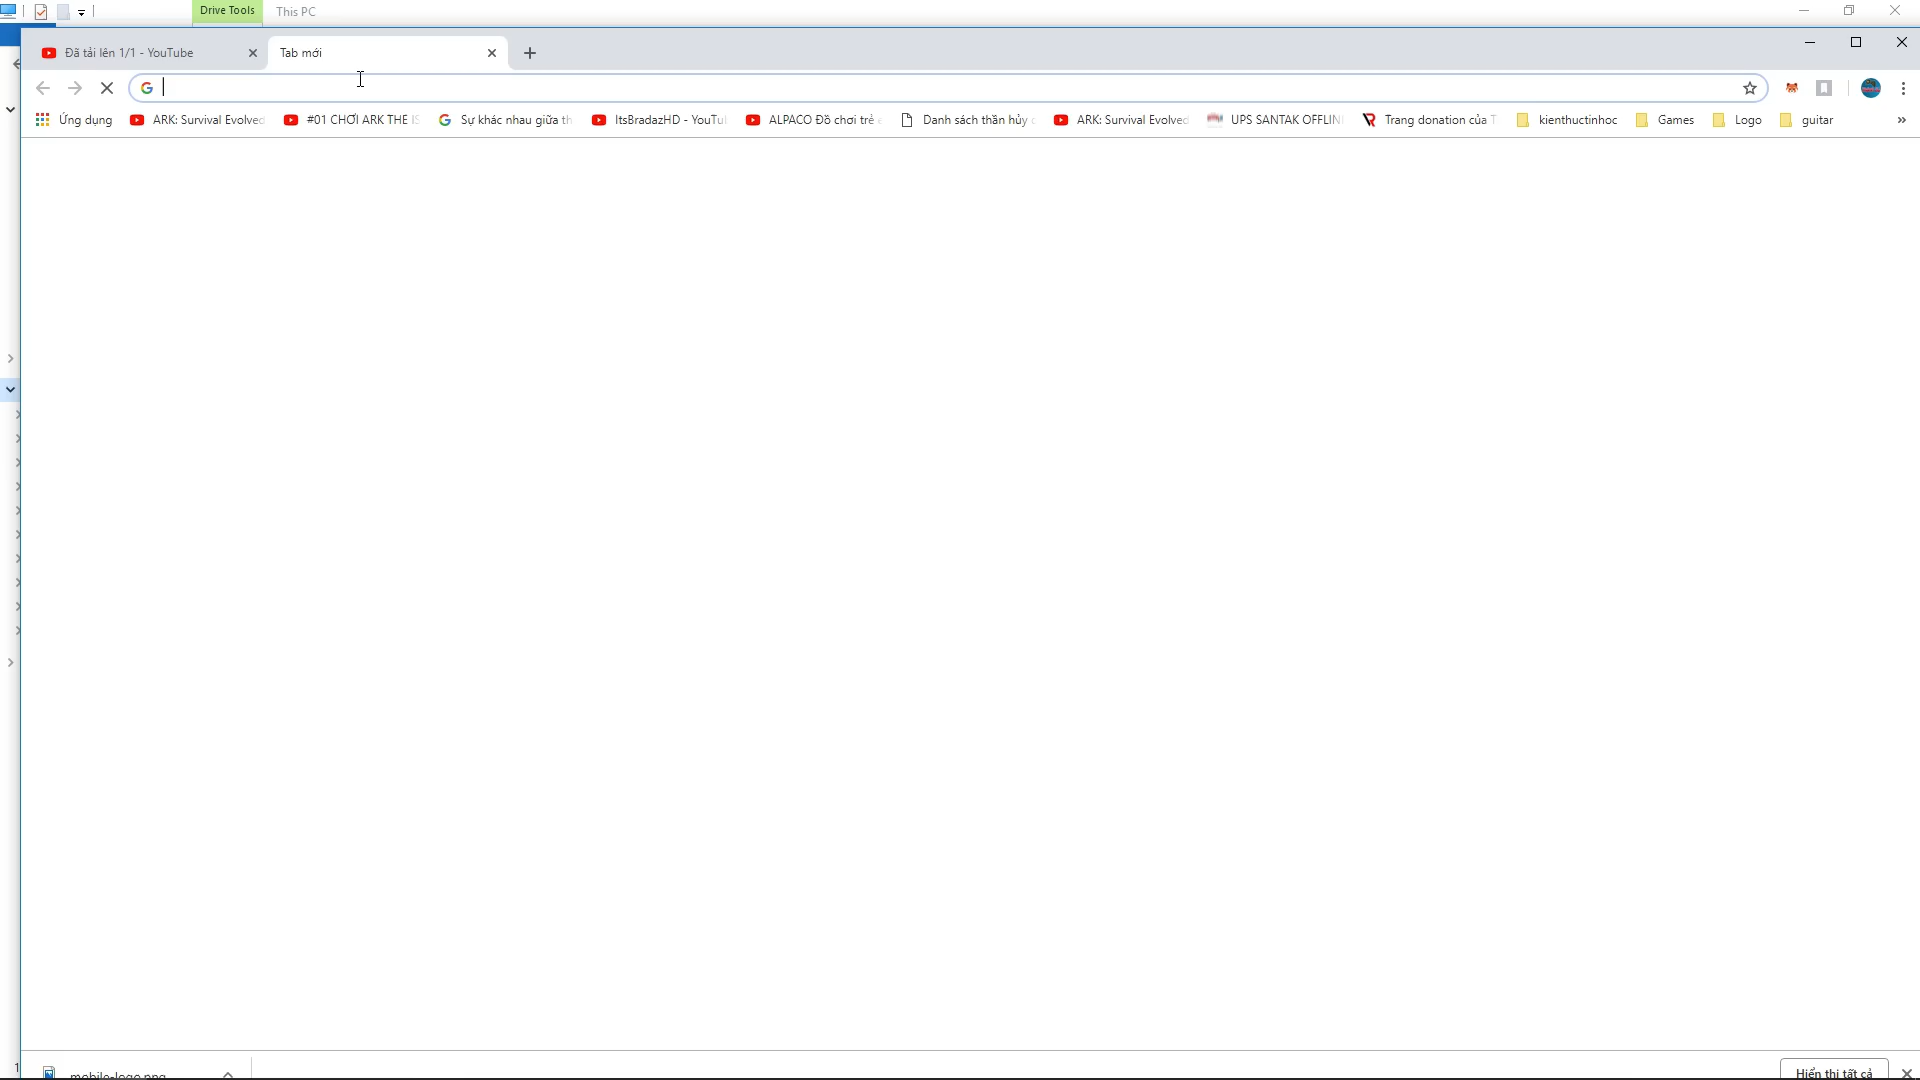 Drive Tools
This PC
Đã tải lên 1/1 - YouTube
Tab mới
Ứng dụng
ARK: Survival Evolved
#01 CHƠI ARK THE IS
Sự khác nhau giữa th
ItsBradazHD - YouTu
ALPACO Đồ chơi trẻ e
Danh sách thần hủy
ARK: Survival Evolved
UPS SANTAK OFFLIN
Trang donation của T
kienthuctinhoc
Games
Logo
guitar
mobile-logo.png
Hiển thị tất cả